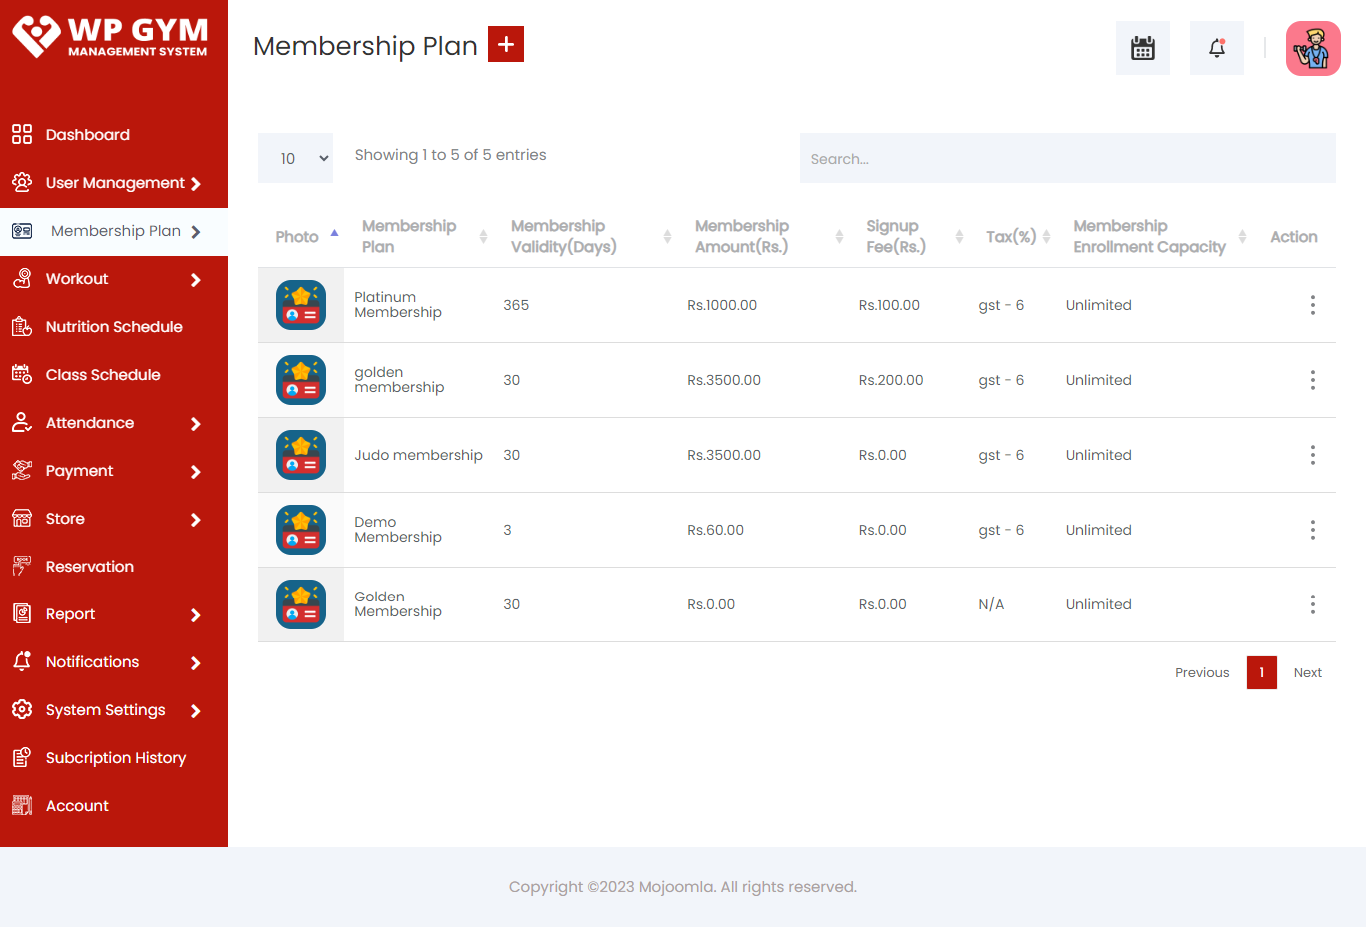 WP GYM
MANAGEMENT SYSTEM
Dashboard
User Management
Membership Plan
Workout
Nutrition Schedule
Class Schedule
Attendance
Payment
Store
Reservation
Report
Notifications
System Settings
Subcription History
Account
Membership Plan
10
Showing 1 to 5 of 5 entries
Search...
Photo
Membership
Plan
Membership
Validity(Days)
Membership
Amount(Rs.)
Signup
Fee(Rs.)
Tax(%)
Membership
Enrollment Capacity
Action
Platinum
Membership
365
Rs.1000.00
Rs.100.00
gst - 6
Unlimited
golden
membership
30
Rs.3500.00
Rs.200.00
gst - 6
Unlimited
Judo membership
30
Rs.3500.00
Rs.0.00
gst - 6
Unlimited
Demo
Membership
3
Rs.60.00
Rs.0.00
gst - 6
Unlimited
Golden
Membership
30
Rs.0.00
Rs.0.00
N/A
Unlimited
Previous
1
Next
Copyright ©2023 Mojoomla. All rights reserved.